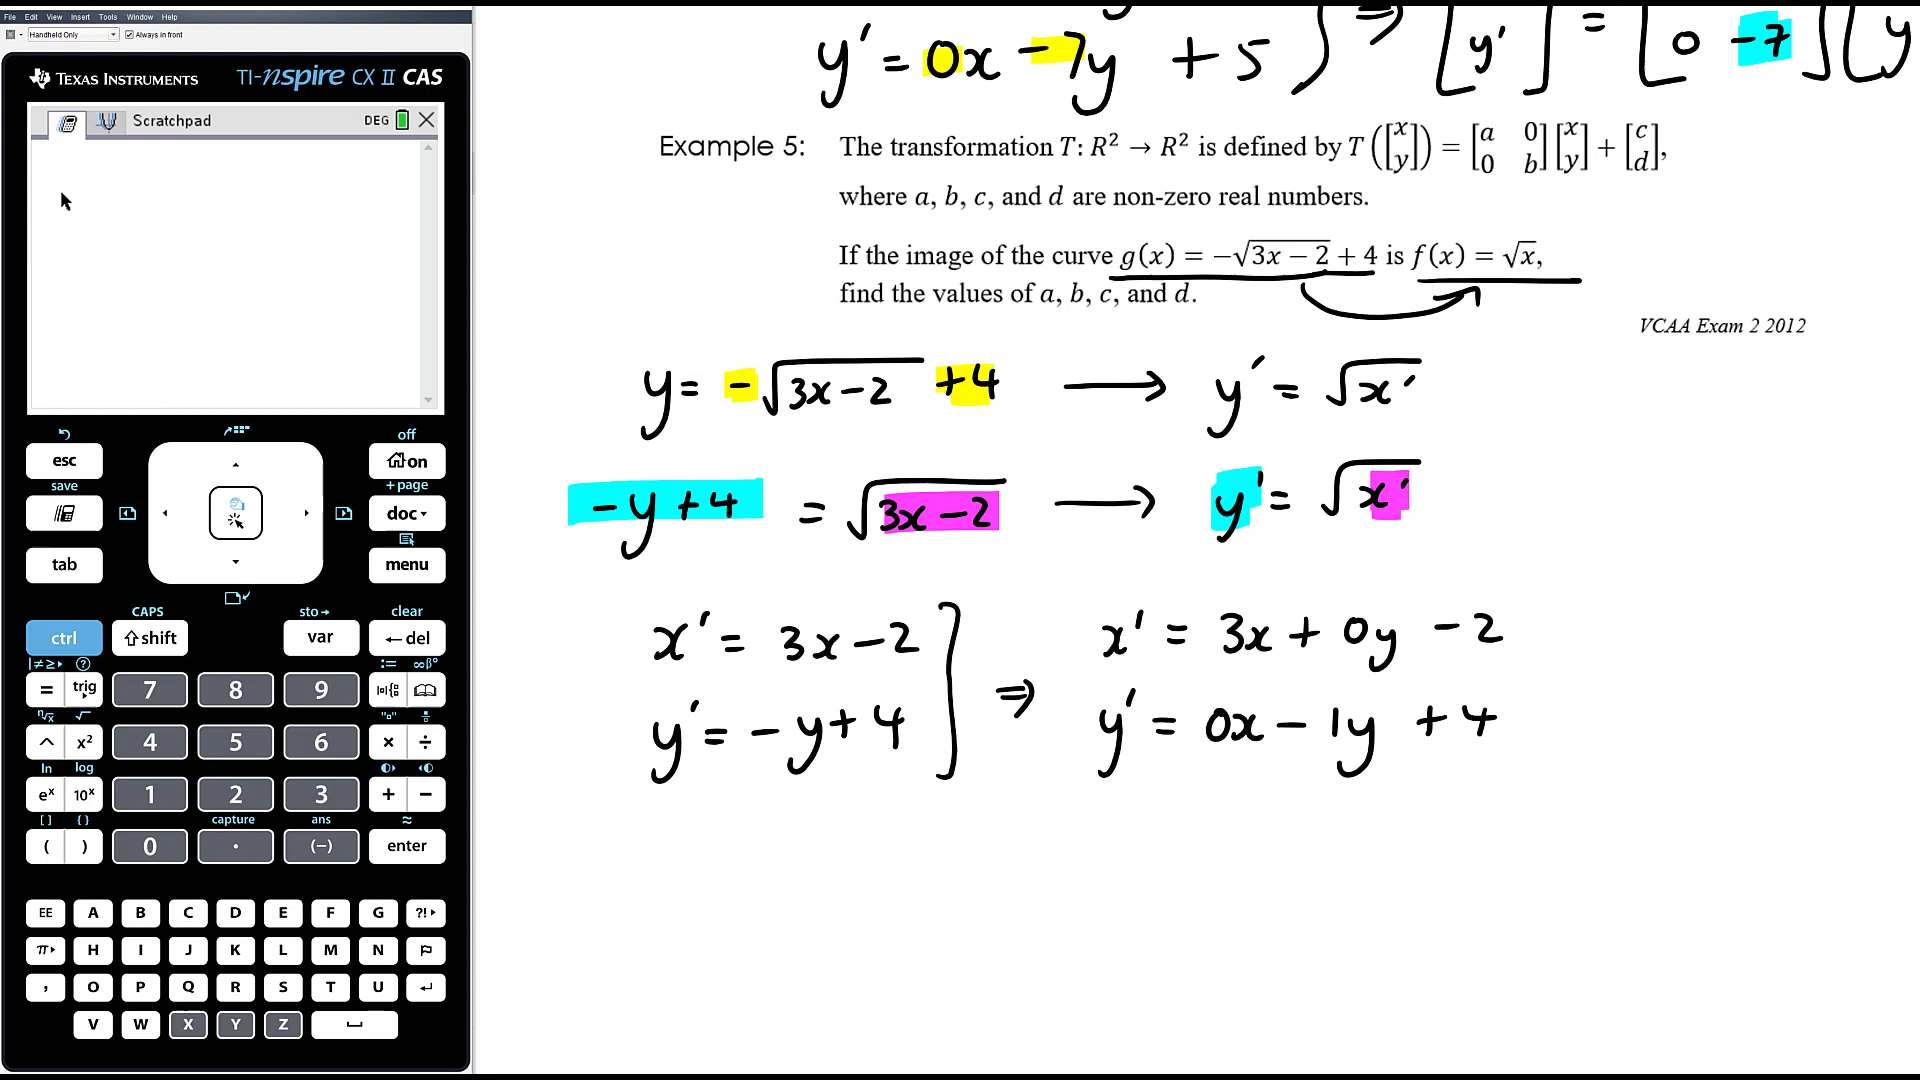 File Edit View Insert Tools Window Help
Handheld Only Always in front
TEXAS INSTRUMENTS TI-nspire CX II CAS
Scratchpad DEG
off
esc on
save + page
doc
tab menu
CAPS sto→ clear
ctrl ⇧shift var ←del
|≠≥▸ ? := ∞β°
= trig 7 8 9
ⁿ√x √
^ x² 4 5 6 × ÷
ln log
eˣ 10ˣ 1 2 3 + −
[ ] { } capture ans ≈
( ) 0 . (−) enter
EE A B C D E F G ?!▸
π▸ H I J K L M N
, O P Q R S T U ↵
V W X Y Z
y' = 0x − 7y + 5 ) ⇒ [ y' ] = [ 0 −7 ] [ y
Example 5: The transformation T: R² → R² is defined by T([x y]) = [a 0 0 b][x y] + [c d],
where a, b, c, and d are non-zero real numbers.
If the image of the curve g(x) = −√(3x − 2) + 4 is f(x) = √x,
find the values of a, b, c, and d.
VCAA Exam 2 2012
y = −√(3x−2) +4 → y' = √x'
−y+4 = √(3x−2) → y' = √x'
x' = 3x−2 ] ⇒ x' = 3x + 0y − 2
y' = −y+4 y' = 0x − 1y + 4